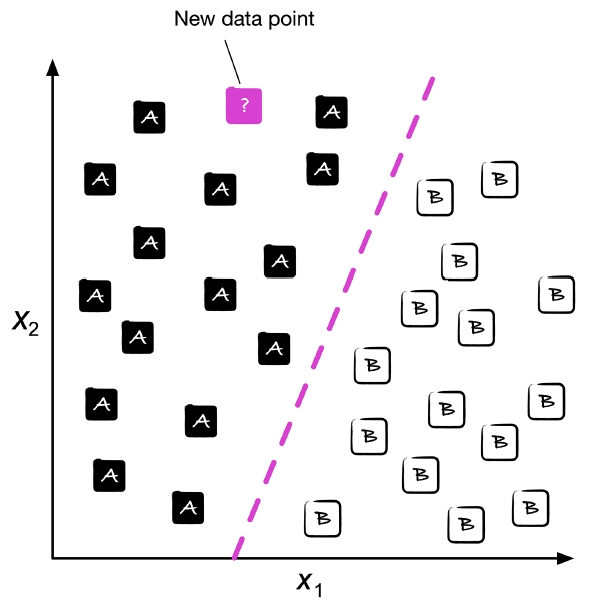 New data point
A ? A
A A A B B
A A B
A A B B
A A B B
A A B B
A B B
A B
A B B B
X2
X1